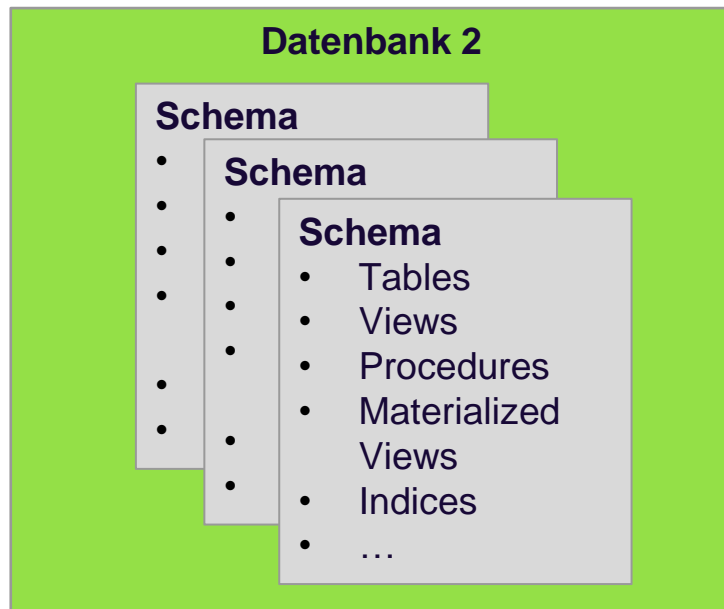 Datenbank 2
Schema
•
•
•
•
•
•
Schema
•
•
•
•
•
•
Schema
• Tables
• Views
• Procedures
• Materialized
Views
• Indices
• …